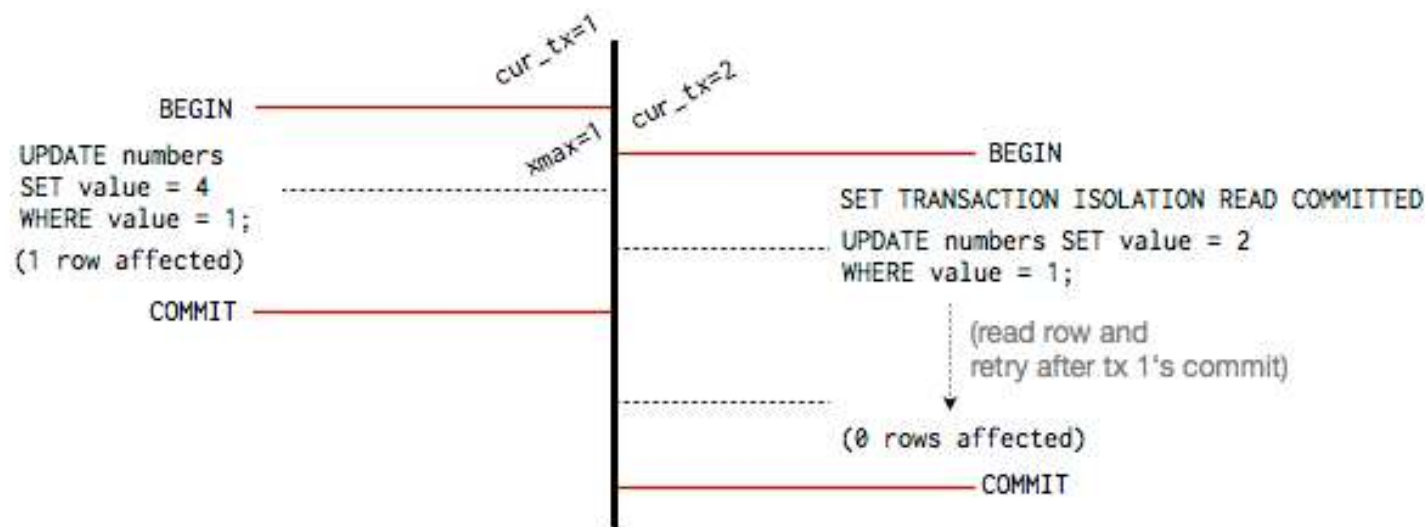 cur_tx=1
BEGIN
UPDATE numbers
SET value = 4
WHERE value = 1;
(1 row affected)
COMMIT
xmax=1
cur_tx=2
BEGIN
SET TRANSACTION ISOLATION READ COMMITTED
UPDATE numbers SET value = 2
WHERE value = 1;
(read row and
retry after tx 1's commit)
(0 rows affected)
COMMIT